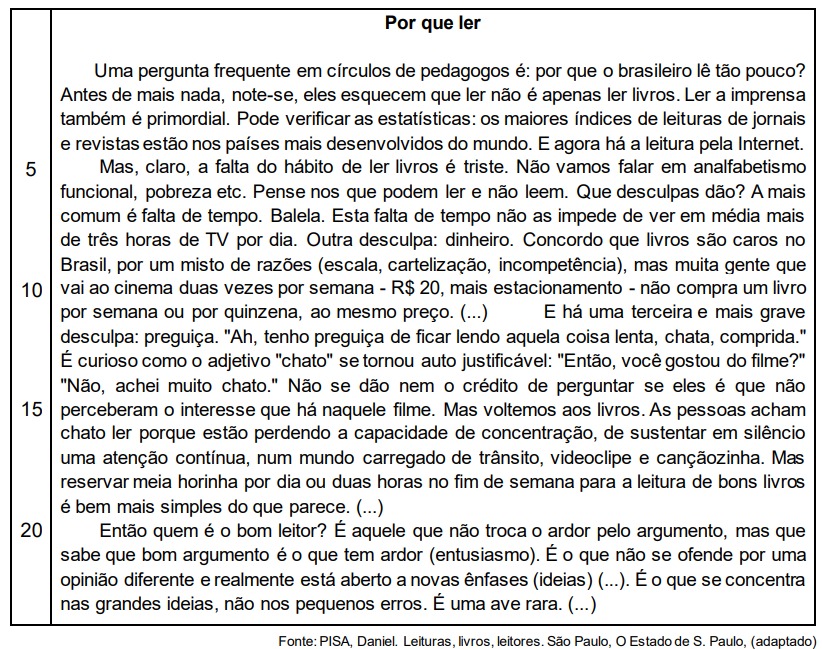 Por que ler
Uma pergunta frequente em círculos de pedagogos é: por que o brasileiro lê tão pouco?
Antes de mais nada, note-se, eles esquecem que ler não é apenas ler livros. Ler a imprensa
também é primordial. Pode verificar as estatísticas: os maiores índices de leituras de jornais
e revistas estão nos países mais desenvolvidos do mundo. E agora há a leitura pela Internet.
5 Mas, claro, a falta do hábito de ler livros é triste. Não vamos falar em analfabetismo
funcional, pobreza etc. Pense nos que podem ler e não leem. Que desculpas dão? A mais
comum é falta de tempo. Balela. Esta falta de tempo não as impede de ver em média mais
de três horas de TV por dia. Outra desculpa: dinheiro. Concordo que livros são caros no
Brasil, por um misto de razões (escala, cartelização, incompetência), mas muita gente que
10 vai ao cinema duas vezes por semana - R$ 20, mais estacionamento - não compra um livro
por semana ou por quinzena, ao mesmo preço. (...) E há uma terceira e mais grave
desculpa: preguiça. "Ah, tenho preguiça de ficar lendo aquela coisa lenta, chata, comprida."
É curioso como o adjetivo "chato" se tornou auto justificável: "Então, você gostou do filme?"
"Não, achei muito chato." Não se dão nem o crédito de perguntar se eles é que não
15 perceberam o interesse que há naquele filme. Mas voltemos aos livros. As pessoas acham
chato ler porque estão perdendo a capacidade de concentração, de sustentar em silêncio
uma atenção contínua, num mundo carregado de trânsito, videoclipe e cançãozinha. Mas
reservar meia horinha por dia ou duas horas no fim de semana para a leitura de bons livros
é bem mais simples do que parece. (...)
20 Então quem é o bom leitor? É aquele que não troca o ardor pelo argumento, mas que
sabe que bom argumento é o que tem ardor (entusiasmo). É o que não se ofende por uma
opinião diferente e realmente está aberto a novas ênfases (ideias) (...). É o que se concentra
nas grandes ideias, não nos pequenos erros. É uma ave rara. (...)
Fonte: PISA, Daniel. Leituras, livros, leitores. São Paulo, O Estado de S. Paulo, (adaptado)